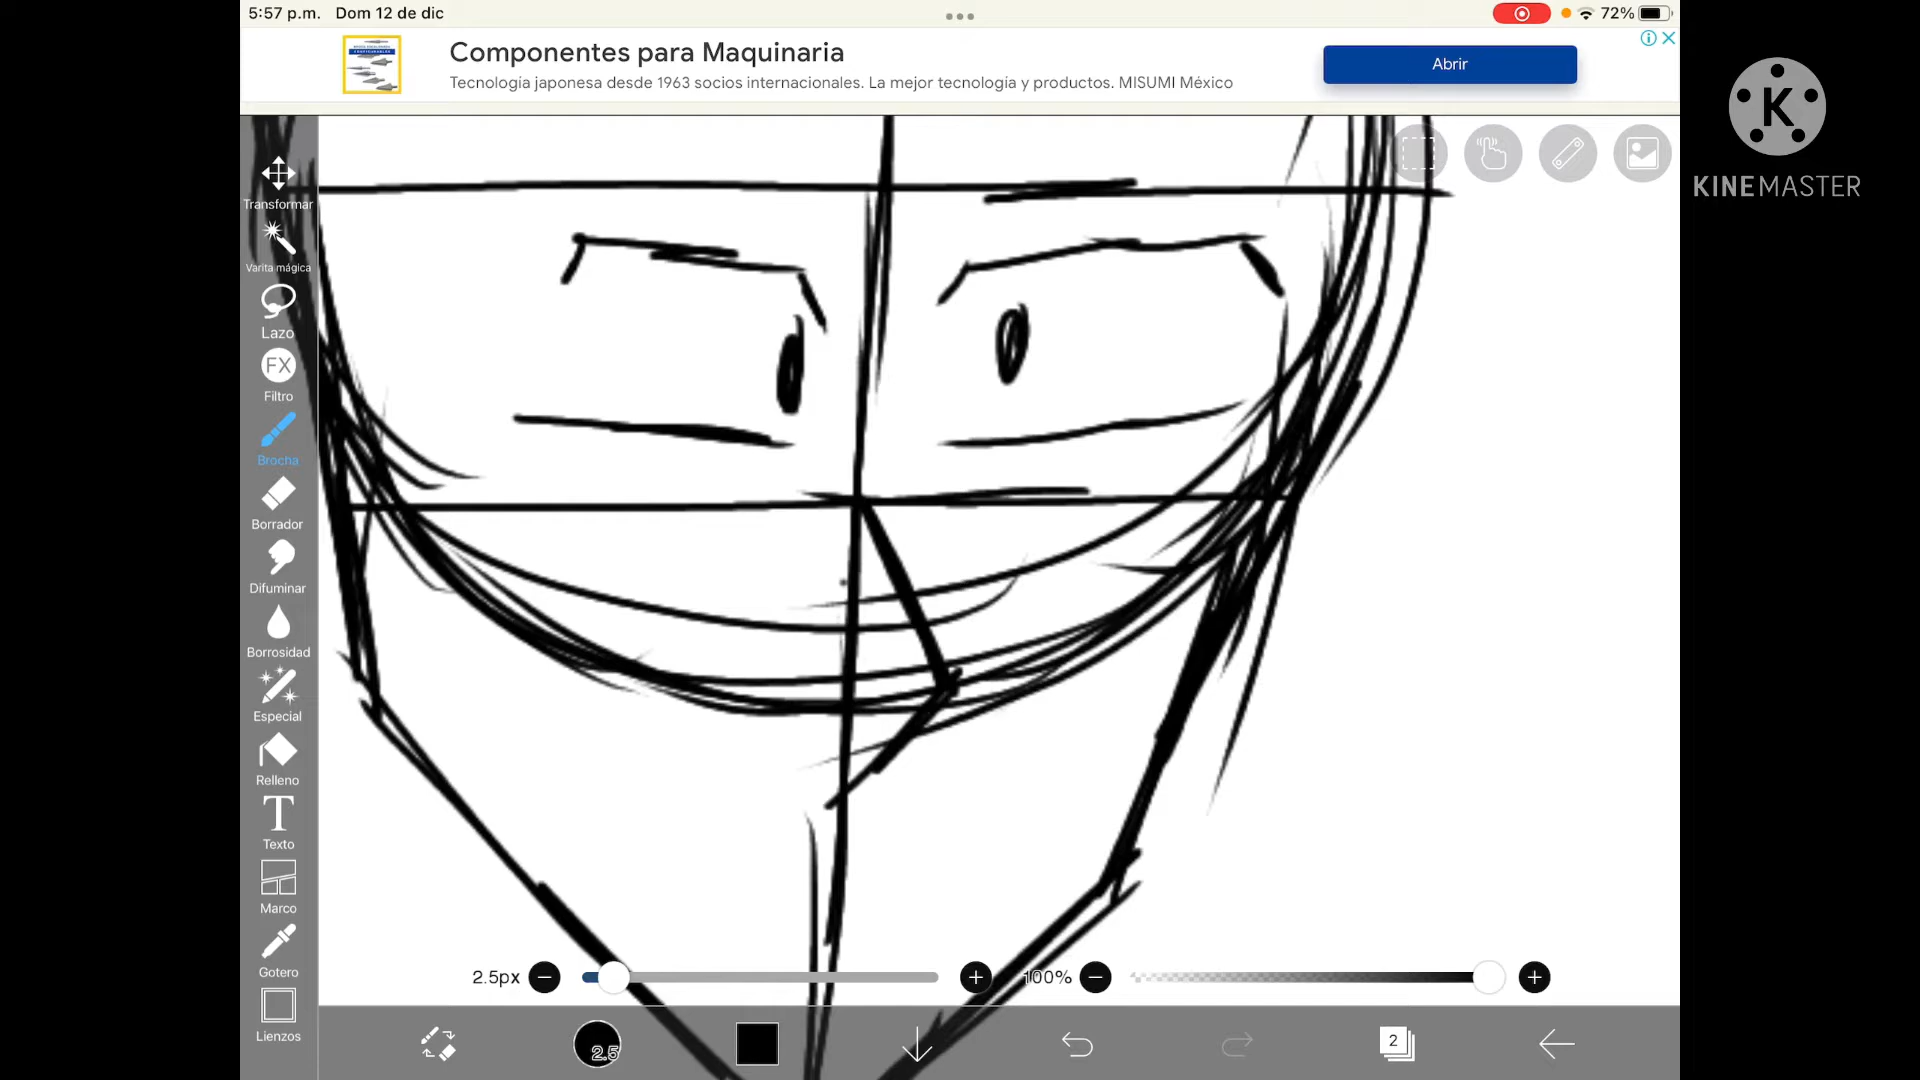 5:57 p.m. Dom 12 de dic
72%
Componentes para Maquinaria
Tecnología japonesa desde 1963 socios internacionales. La mejor tecnología y productos. MISUMI México
Abrir
K
KINEMASTER
Transformar
Varita mágica
Lazo
FX
Filtro
Brocha
Borrador
Difuminar
Borrosidad
Especial
Relleno
T
Texto
Marco
Gotero
Lienzos
2.5px
100%
2.5
2